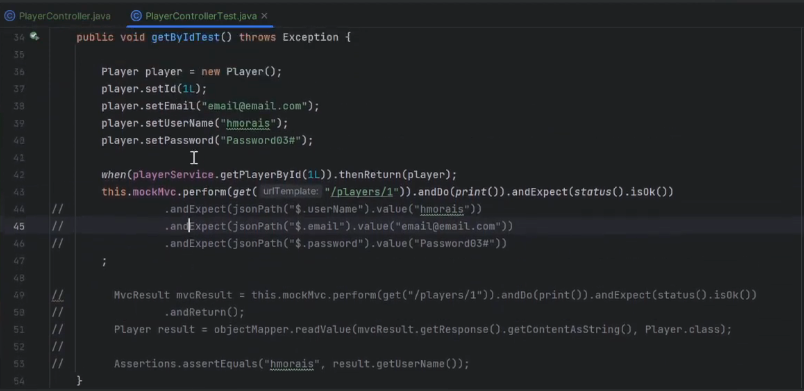 PlayerController.java PlayerControllerTest.java
34 public void getByIdTest() throws Exception {
35
36 Player player = new Player();
37 player.setId(1L);
38 player.setEmail("email@email.com");
39 player.setUserName("hmorais");
40 player.setPassword("Password03#");
41
42 when(playerService.getPlayerById(1L)).thenReturn(player);
43 this.mockMvc.perform(get( urlTemplate: "/players/1")).andDo(print()).andExpect(status().isOk())
44 // .andExpect(jsonPath("$.userName").value("hmorais"))
45 // .andExpect(jsonPath("$.email").value("email@email.com"))
46 // .andExpect(jsonPath("$.password").value("Password03#"))
47 ;
48
49 // MvcResult mvcResult = this.mockMvc.perform(get("/players/1")).andDo(print()).andExpect(status().isOk())
50 // .andReturn();
51 // Player result = objectMapper.readValue(mvcResult.getResponse().getContentAsString(), Player.class);
52 //
53 // Assertions.assertEquals("hmorais", result.getUserName());
54 }